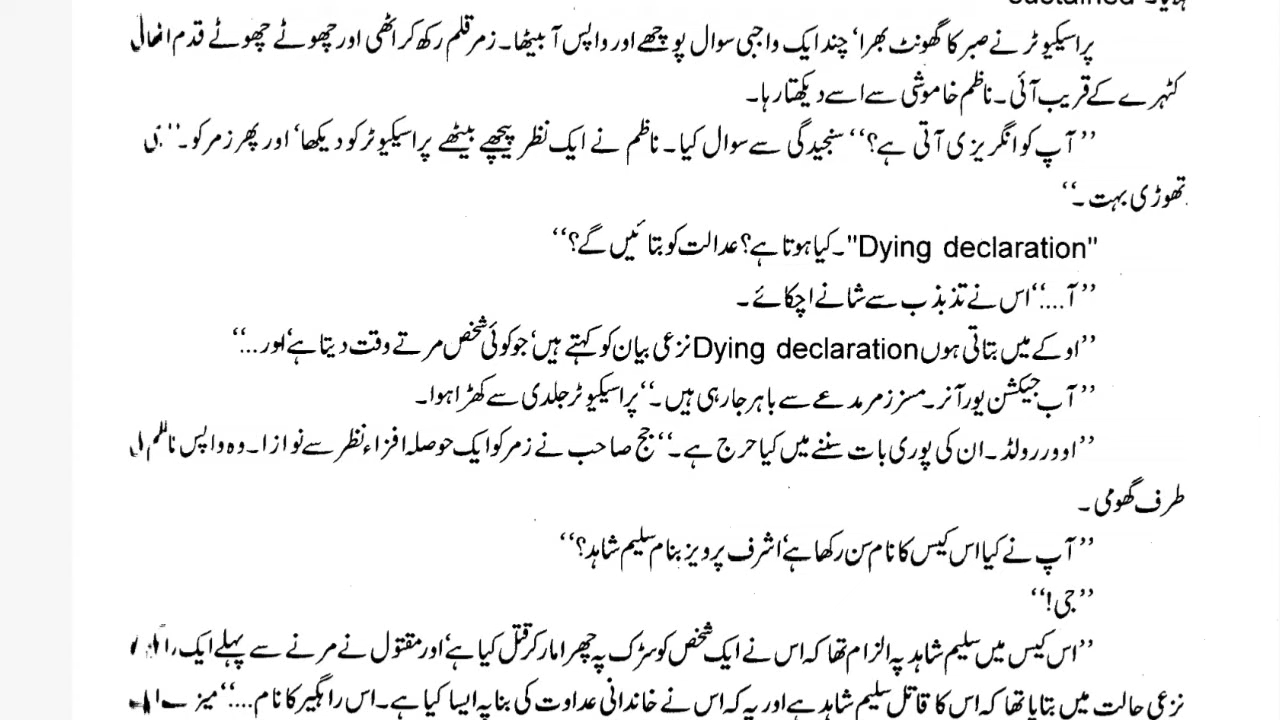 پراسیکیوٹر نے صبر کا گھونٹ بھرا‘ چند ایک واجبی سوال پوچھے اور واپس آ بیٹھا۔ زمر قلم رکھ کر اٹھی اور چھوٹے چھوٹے قدم
کٹہرے کے قریب آئی۔ ناظم خاموشی سے اسے دیکھتا رہا۔
’’آپ کو انگریزی آتی ہے؟‘‘ سنجیدگی سے سوال کیا۔ ناظم نے ایک نظر پیچھے بیٹھے پراسیکیوٹر کو دیکھا‘ اور پھر زمر کو۔
تھوڑی بہت۔‘‘
"Dying declaration"۔ کیا ہوتا ہے؟ عدالت کو بتائیں گے؟‘‘
’’آ....‘‘ اس نے تذبذب سے شانے اچکائے۔
’’اوکے میں بتاتی ہوں Dying declaration نزعی بیان کو کہتے ہیں‘ جو کوئی شخص مرتے وقت دیتا ہے‘ اور...‘‘
’’آب جیکشن یور آنر۔ مسز زمر مدعے سے باہر جا رہی ہیں۔‘‘ پراسیکیوٹر جلدی سے کھڑا ہوا۔
’’اوور رولڈ۔ ان کی پوری بات سننے میں کیا حرج ہے۔‘‘ جج صاحب نے زمر کو ایک حوصلہ افزاء نظر سے نوازا۔ وہ واپس ناظم
طرف گھومی۔
’’آپ نے کیا اس کیس کا نام سن رکھا ہے‘ اشرف پرویز بنام سلیم شاہد؟‘‘
’’جی!‘‘
’’اس کیس میں سلیم شاہد پہ الزام تھا کہ اس نے ایک شخص کو سڑک پہ چھرا مار کر قتل کیا ہے‘ اور مقتول نے مرنے سے پہلے ایک
نزعی حالت میں بتایا تھا کہ اس کا قاتل سلیم شاہد ہے اور یہ کہ اس نے خاندانی عداوت کی بنا پہ ایسا کیا ہے۔ اس راہگیر کا نام....‘‘ میز سے